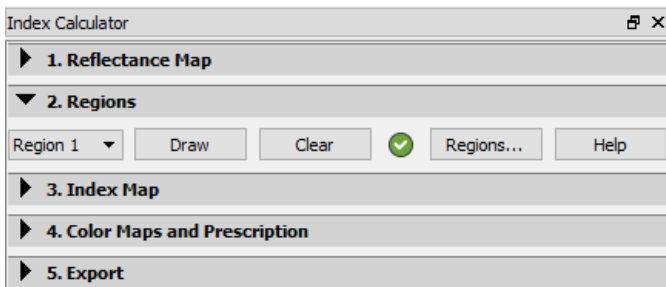 Index Calculator
1. Reflectance Map
2. Regions
Region 1 Draw Clear Regions... Help
3. Index Map
4. Color Maps and Prescription
5. Export